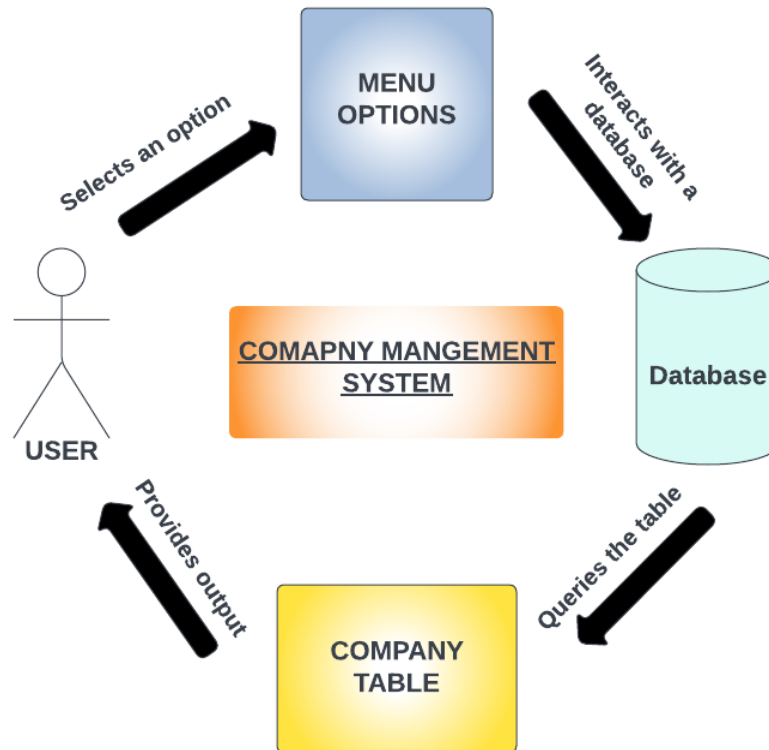 MENU
OPTIONS
Selects an option
Interacts with a
database
COMAPNY MANGEMENT
SYSTEM
Database
USER
Provides output
Queries the table
COMPANY
TABLE